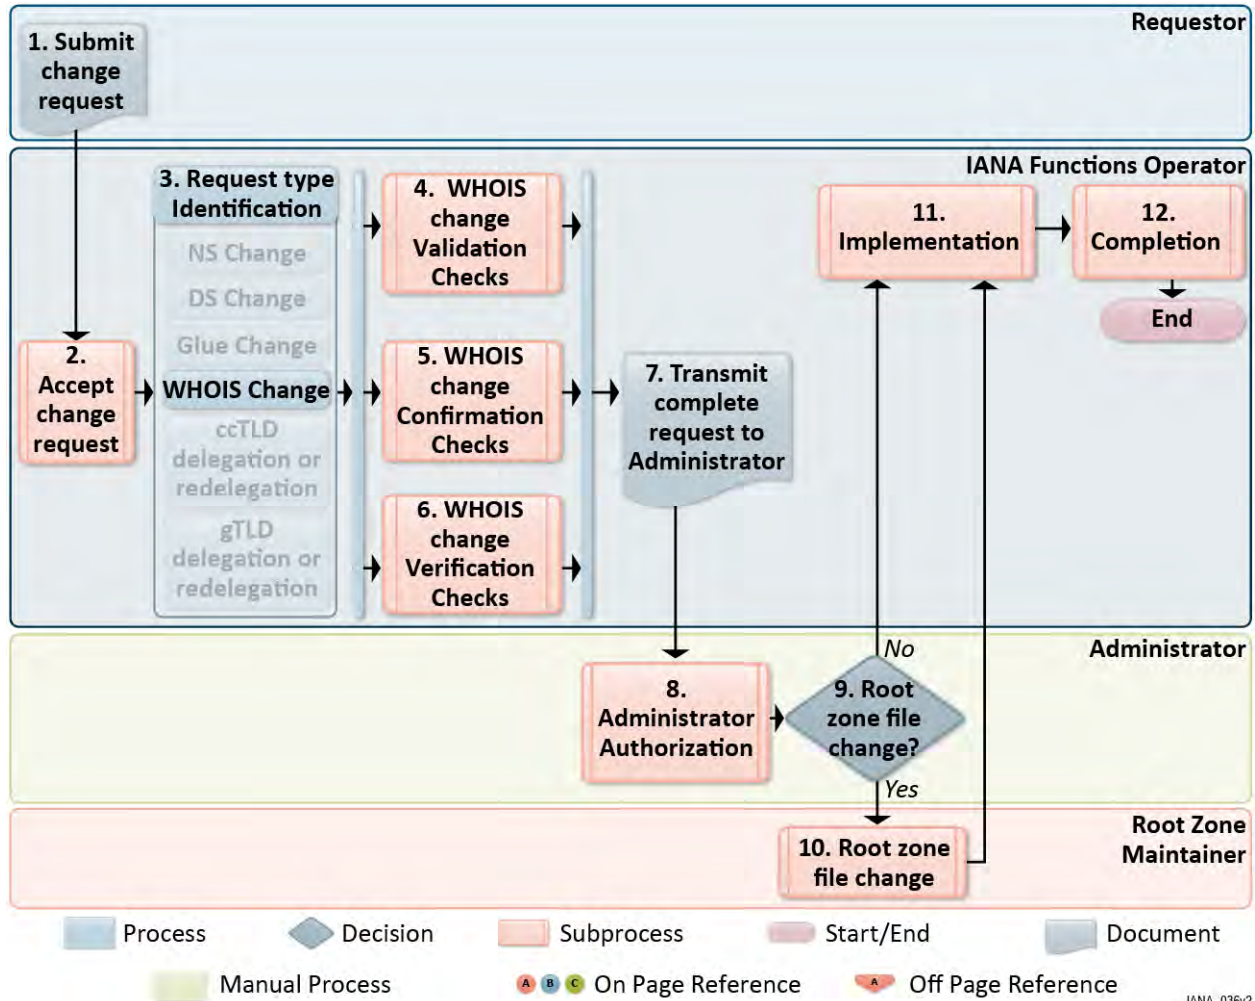 Requestor
1. Submit
change
request
IANA Functions Operator
2.
Accept
change
request
3. Request type
Identification
NS Change
DS Change
Glue Change
WHOIS Change
ccTLD
delegation or
redelegation
gTLD
delegation or
redelegation
4. WHOIS
change
Validation
Checks
5. WHOIS
change
Confirmation
Checks
6. WHOIS
change
Verification
Checks
7. Transmit
complete
request to
Administrator
11.
Implementation
12.
Completion
End
Administrator
8.
Administrator
Authorization
9. Root
zone file
change?
No
Yes
Root Zone
Maintainer
10. Root zone
file change
Process
Decision
Subprocess
Start/End
Document
Manual Process
A B C On Page Reference
A Off Page Reference
IANA_036v2